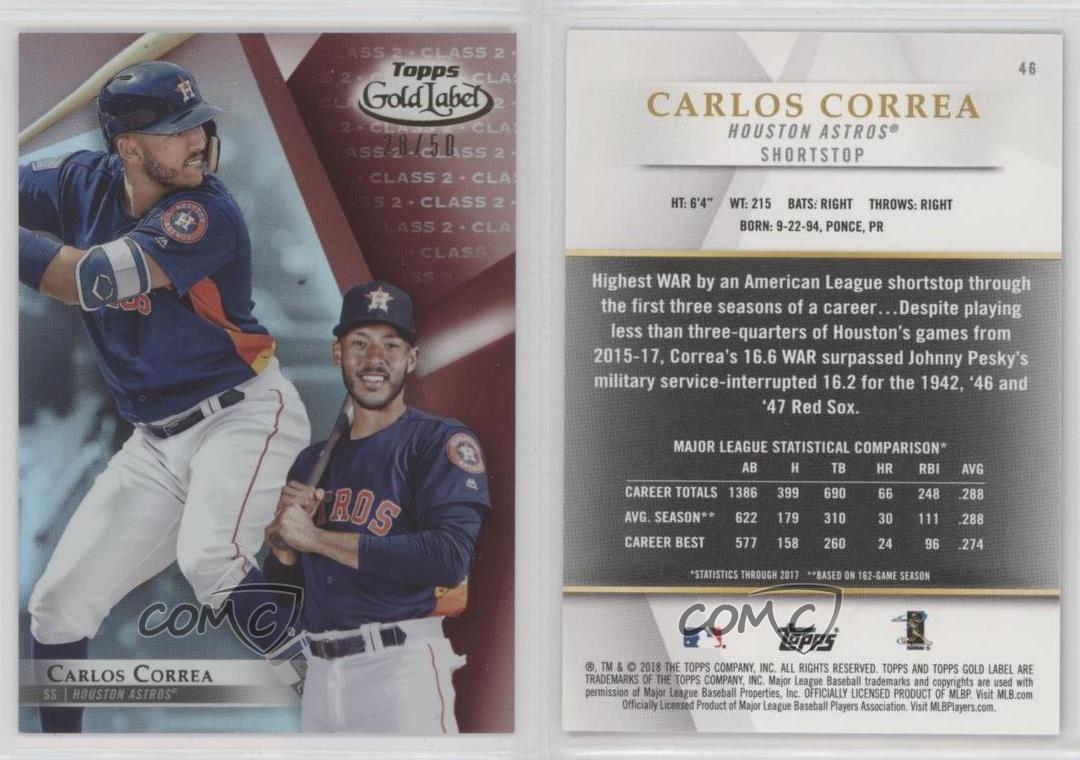 CLASS 2 • CLASS 2 •
Topps
Gold Label
28/50
CLASS 2 • CLA
CLASS 2 • CLASS
CLASS
ASTROS
CARLOS CORREA
SS | HOUSTON ASTROS®
COMC
46
CARLOS CORREA
HOUSTON ASTROS®
SHORTSTOP
HT: 6'4" WT: 215 BATS: RIGHT THROWS: RIGHT
BORN: 9-22-94, PONCE, PR
Highest WAR by an American League shortstop through
the first three seasons of a career...Despite playing
less than three-quarters of Houston's games from
2015-17, Correa's 16.6 WAR surpassed Johnny Pesky's
military service-interrupted 16.2 for the 1942, '46 and
'47 Red Sox.
MAJOR LEAGUE STATISTICAL COMPARISON*
AB H TB HR RBI AVG
CAREER TOTALS 1386 399 690 66 248 .288
AVG. SEASON** 622 179 310 30 111 .288
CAREER BEST 577 158 260 24 96 .274
*STATISTICS THROUGH 2017 **BASED ON 162-GAME SEASON
COMC
Topps®
®, TM & © 2018 THE TOPPS COMPANY, INC. ALL RIGHTS RESERVED. TOPPS AND TOPPS GOLD LABEL ARE
TRADEMARKS OF THE TOPPS COMPANY, INC. Major League Baseball trademarks and copyrights are used with
permission of Major League Baseball Properties, Inc. OFFICIALLY LICENSED PRODUCT OF MLBP. Visit MLB.com
Officially Licensed Product of Major League Baseball Players Association. Visit MLBPlayers.com.